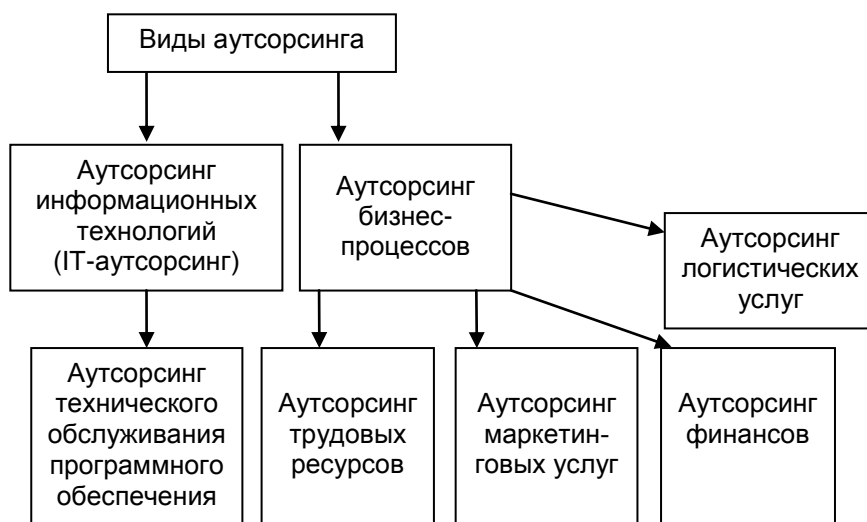 Виды аутсорсинга
Аутсорсинг
информационных
технологий
(IT-аутсорсинг)
Аутсорсинг
бизнес-
процессов
Аутсорсинг
логистических
услуг
Аутсорсинг
технического
обслуживания
программного
обеспечения
Аутсорсинг
трудовых
ресурсов
Аутсорсинг
маркетин-
говых услуг
Аутсорсинг
финансов